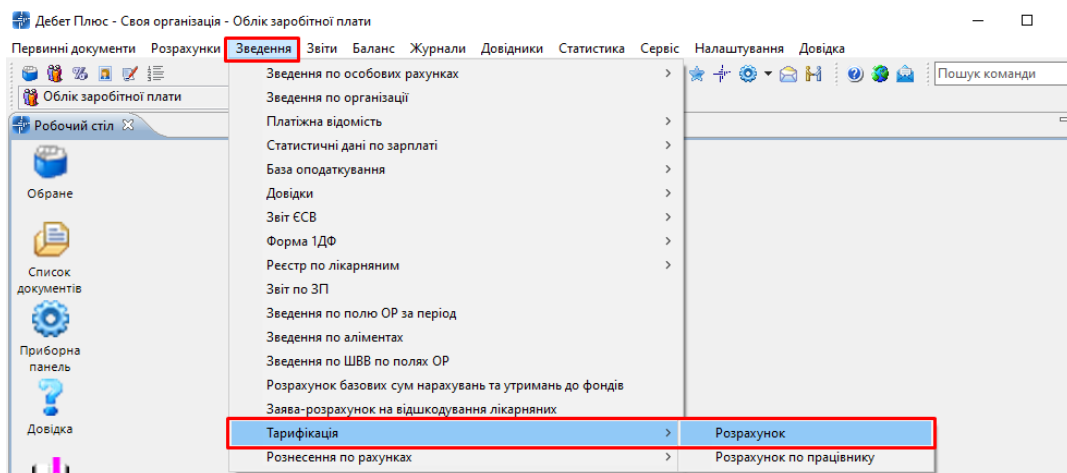 Дебет Плюс - Своя організація - Облік заробітної плати
Первинні документи Розрахунки Зведення Звіти Баланс Журнали Довідники Статистика Сервіс Налаштування Довідка
Пошук команди
Облік заробітної плати
Робочий стіл
Обране
Список
документів
Приборна
панель
Довідка
Зведення по особових рахунках
Зведення по організації
Платіжна відомість
Статистичні дані по зарплаті
База оподаткування
Довідки
Звіт ЄСВ
Форма 1ДФ
Реєстр по лікарняним
Звіт по ЗП
Зведення по полю ОР за період
Зведення по аліментах
Зведення по ШВВ по полях ОР
Розрахунок базових сум нарахувань та утримань до фондів
Заява-розрахунок на відшкодування лікарняних
Тарифікація
Рознесення по рахунках
Розрахунок
Розрахунок по працівнику